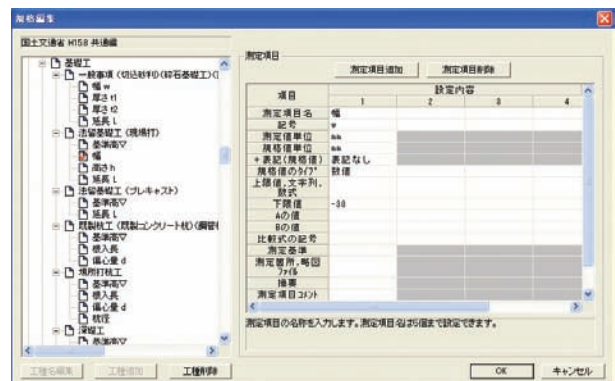 規格編集
国土交通省 H15.8 共通編
基礎工
一般事項 (切込砂利)(砕石基礎工)(
幅 w
厚さ t1
厚さ t2
延長 L
法留基礎工 (現場打)
基準高▽
幅
高さ h
延長 L
法留基礎工 (プレキャスト)
基準高▽
延長 L
既製杭工 (既製コンクリート杭)(鋼管杭
基準高▽
根入長
偏心量 d
場所打杭工
基準高▽
根入長
偏心量 d
杭径
深礎工
基準高▽
工種名編集
工種追加
工種削除
測定項目
測定項目追加
測定項目削除
項目
設定内容
1 2 3 4
測定項目名 幅
記号 w
測定値単位 mm
規格値単位 mm
+表記(規格値) 表記なし
規格値のタイプ 数値
上限値,文字列,
数式
下限値 -30
Aの値
Bの値
比較式の記号
測定基準
測定箇所,略図
ファイル
摘要
測定項目コメント
測定項目の名称を入力します。測定項目名は5個まで設定できます。
OK
キャンセル